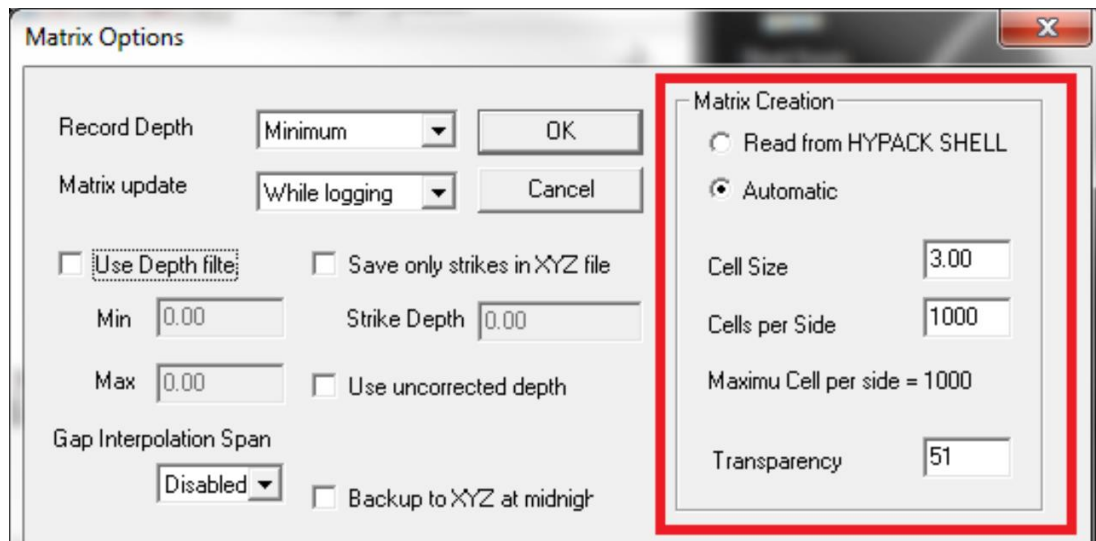 Matrix Options
x
Record Depth
Minimum
OK
Matrix update
While logging
Cancel
Use Depth filte
Save only strikes in XYZ file
Min
0.00
Strike Depth
0.00
Max
0.00
Use uncorrected depth
Gap Interpolation Span
Disabled
Backup to XYZ at midnigh
Matrix Creation
Read from HYPACK SHELL
Automatic
Cell Size
3.00
Cells per Side
1000
Maximu Cell per side = 1000
Transparency
51